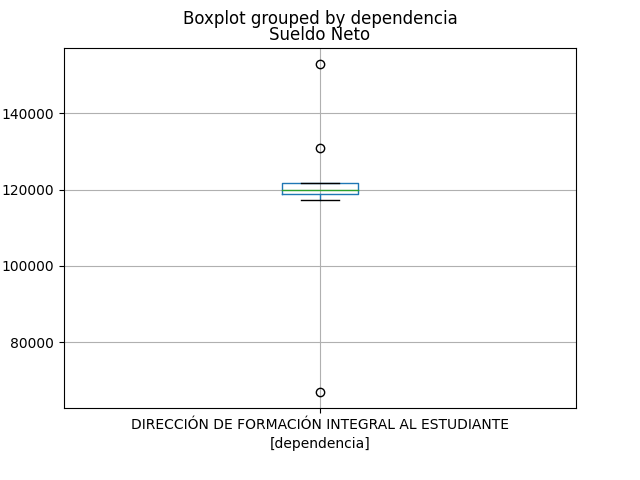 Boxplot grouped by dependencia
Sueldo Neto
140000
120000
100000
80000
DIRECCIÓN DE FORMACIÓN INTEGRAL AL ESTUDIANTE
[dependencia]